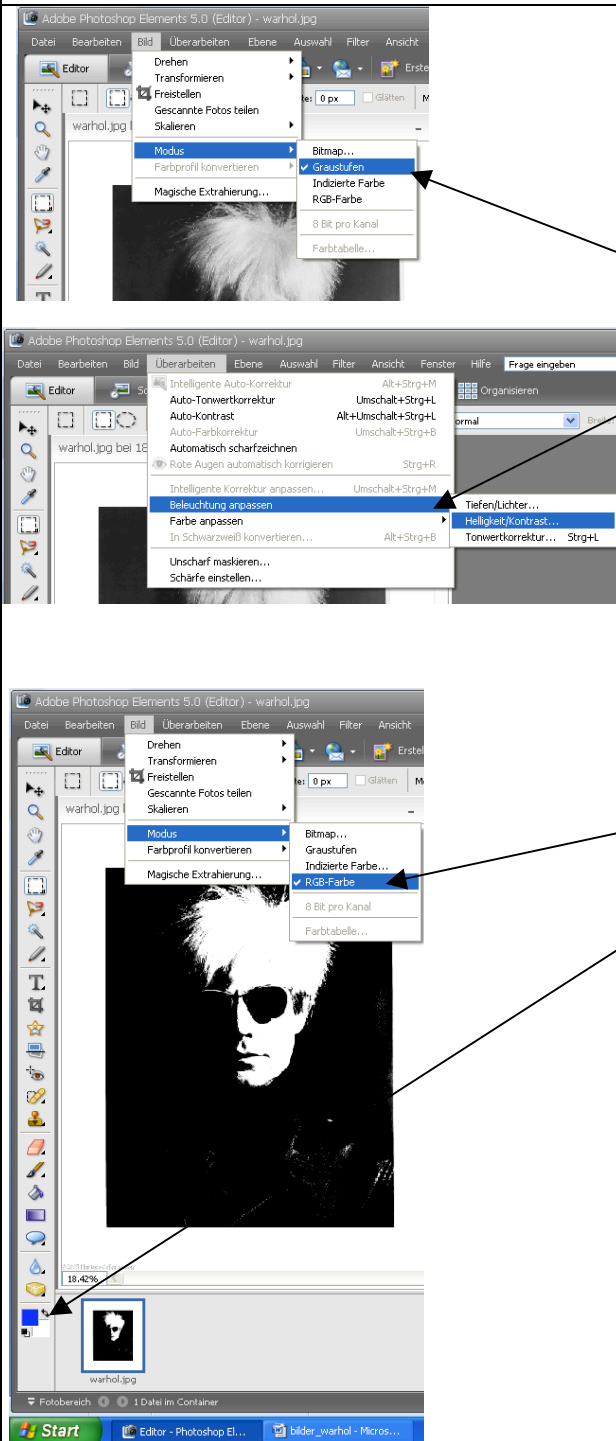 Adobe Photoshop Elements 5.0 (Editor) - warhol.jpg
Datei Bearbeiten Bild Überarbeiten Ebene Auswahl Filter Ansicht
Editor Erste
Drehen
Transformieren
Freistellen
Gescannte Fotos teilen
Skalieren
Modus
Farbprofil konvertieren
Magische Extrahierung...
0 px Glätten M
warhol.jpg
Bitmap...
Graustufen
Indizierte Farbe
RGB-Farbe
8 Bit pro Kanal
Farbtabelle...
Adobe Photoshop Elements 5.0 (Editor) - warhol.jpg
Datei Bearbeiten Bild Überarbeiten Ebene Auswahl Filter Ansicht Fenster Hilfe Frage eingeben
Editor Organisieren
Intelligente Auto-Korrektur Alt+Strg+M
Auto-Tonwertkorrektur Umschalt+Strg+L
Auto-Kontrast Alt+Umschalt+Strg+L
Auto-Farbkorrektur Umschalt+Strg+B
Automatisch scharfzeichnen
Rote Augen automatisch korrigieren Strg+R
Intelligente Korrektur anpassen... Umschalt+Strg+M
Beleuchtung anpassen
Farbe anpassen
In Schwarzweiß konvertieren... Alt+Strg+B
Unscharf maskieren...
Schärfe einstellen...
ormal
warhol.jpg bei 18
Tiefen/Lichter...
Helligkeit/Kontrast...
Tonwertkorrektur... Strg+L
Adobe Photoshop Elements 5.0 (Editor) - warhol.jpg
Datei Bearbeiten Bild Überarbeiten Ebene Auswahl Filter Ansicht
Editor Erstel
Drehen
Transformieren
Freistellen
Gescannte Fotos teilen
Skalieren
Modus
Farbprofil konvertieren
Magische Extrahierung...
0 px Glätten M
warhol.jpg
Bitmap...
Graustufen
Indizierte Farbe...
RGB-Farbe
8 Bit pro Kanal
Farbtabelle...
18.42%
warhol.jpg
Fotobereich 1 Datei im Container
Start Editor - Photoshop El... bilder_warhol - Micros...